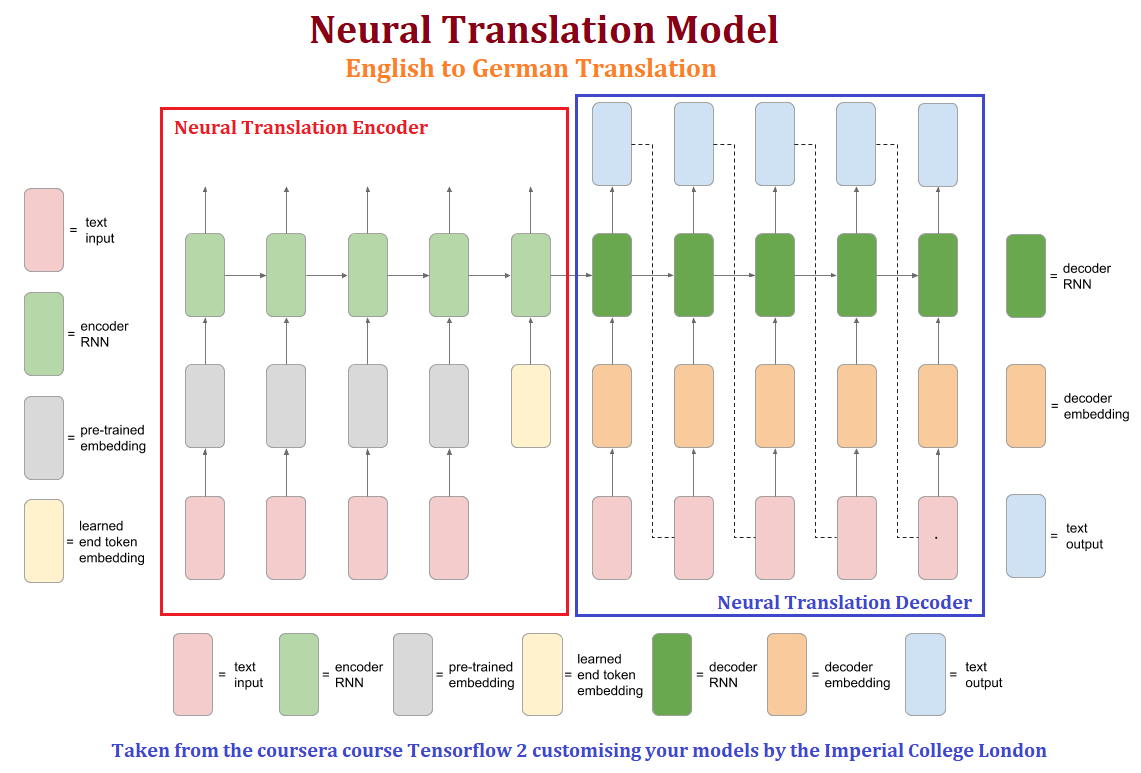 Neural Translation Model
English to German Translation
Neural Translation Encoder
= text
input
= encoder
RNN
= pre-trained
embedding
learned
= end token
embedding
= decoder
RNN
= decoder
embedding
= text
output
.
Neural Translation Decoder
= text
input
= encoder
RNN
= pre-trained
embedding
learned
= end token
embedding
= decoder
RNN
= decoder
embedding
= text
output
Taken from the coursera course Tensorflow 2 customising your models by the Imperial College London